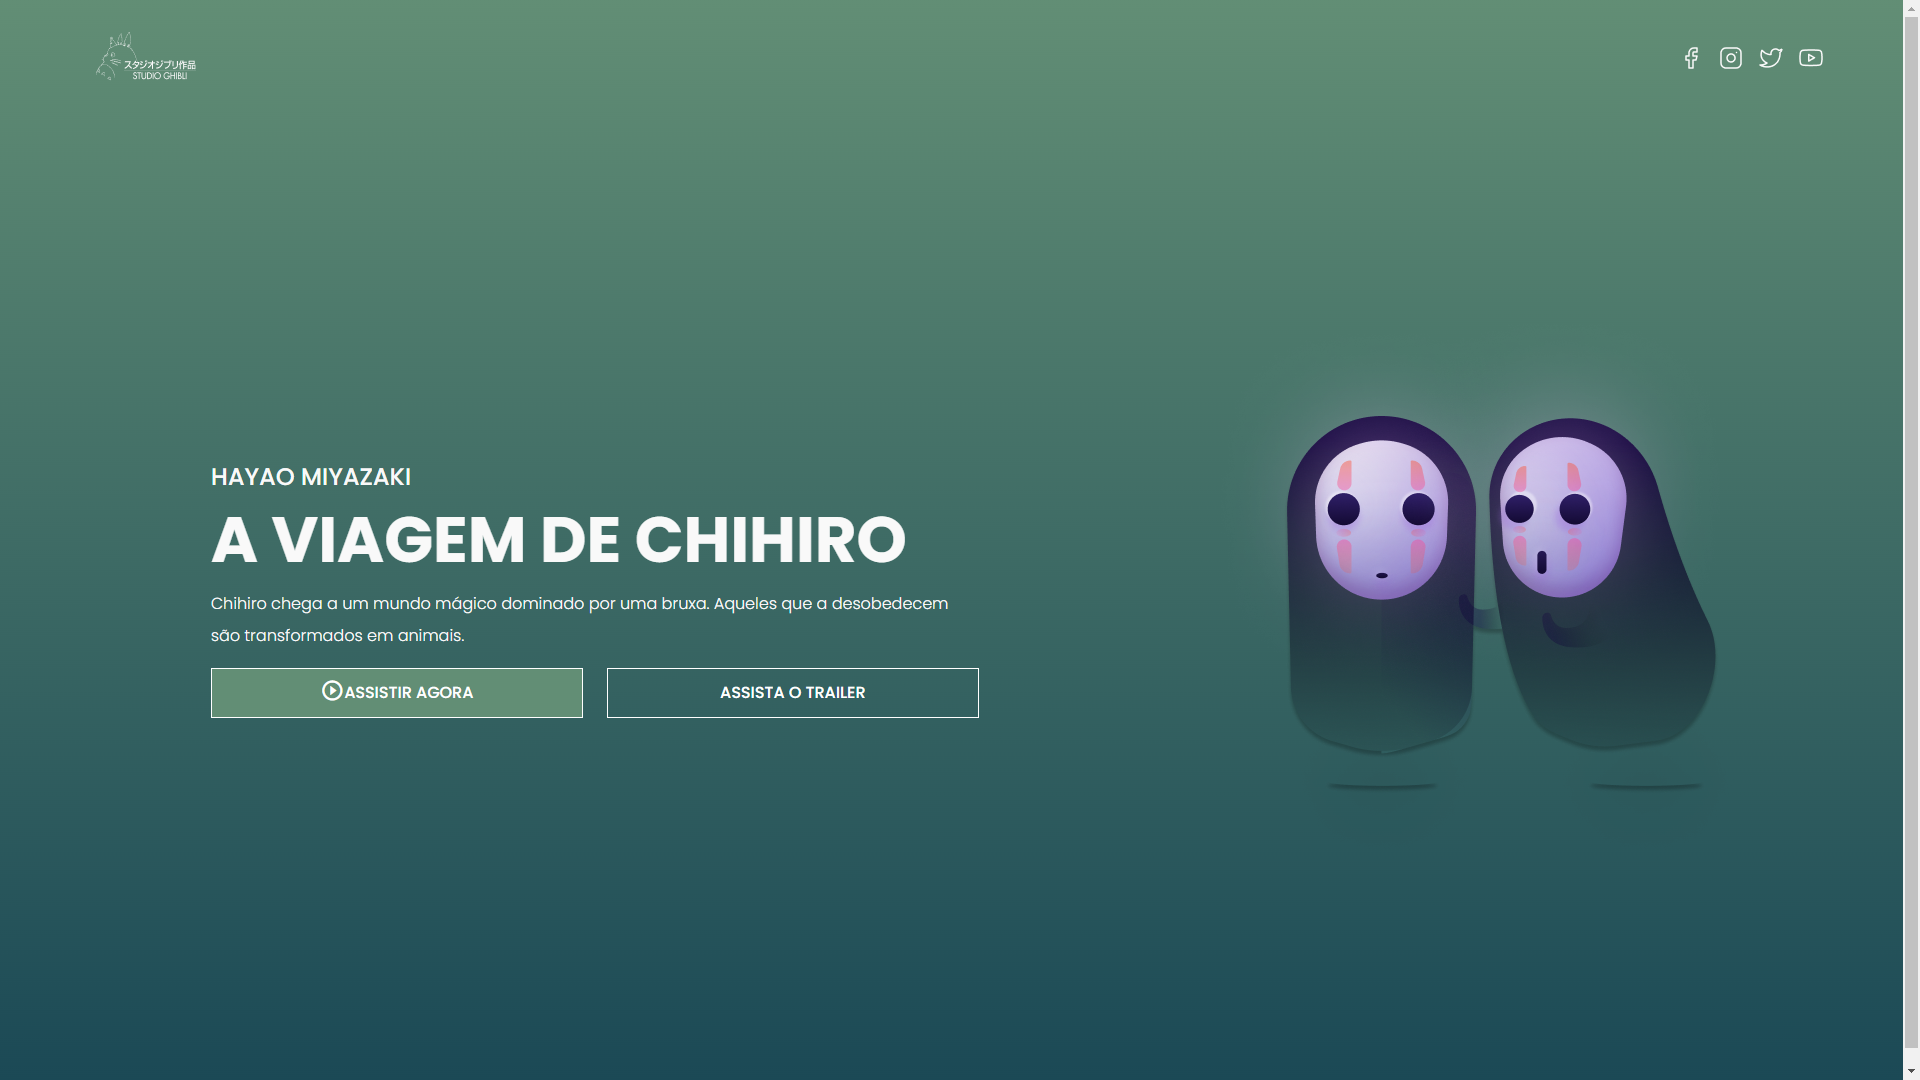 スタジオジブリ作品
STUDIO GHIBLI
HAYAO MIYAZAKI
A VIAGEM DE CHIHIRO
Chihiro chega a um mundo mágico dominado por uma bruxa. Aqueles que a desobedecem
são transformados em animais.
ASSISTIR AGORA
ASSISTA O TRAILER